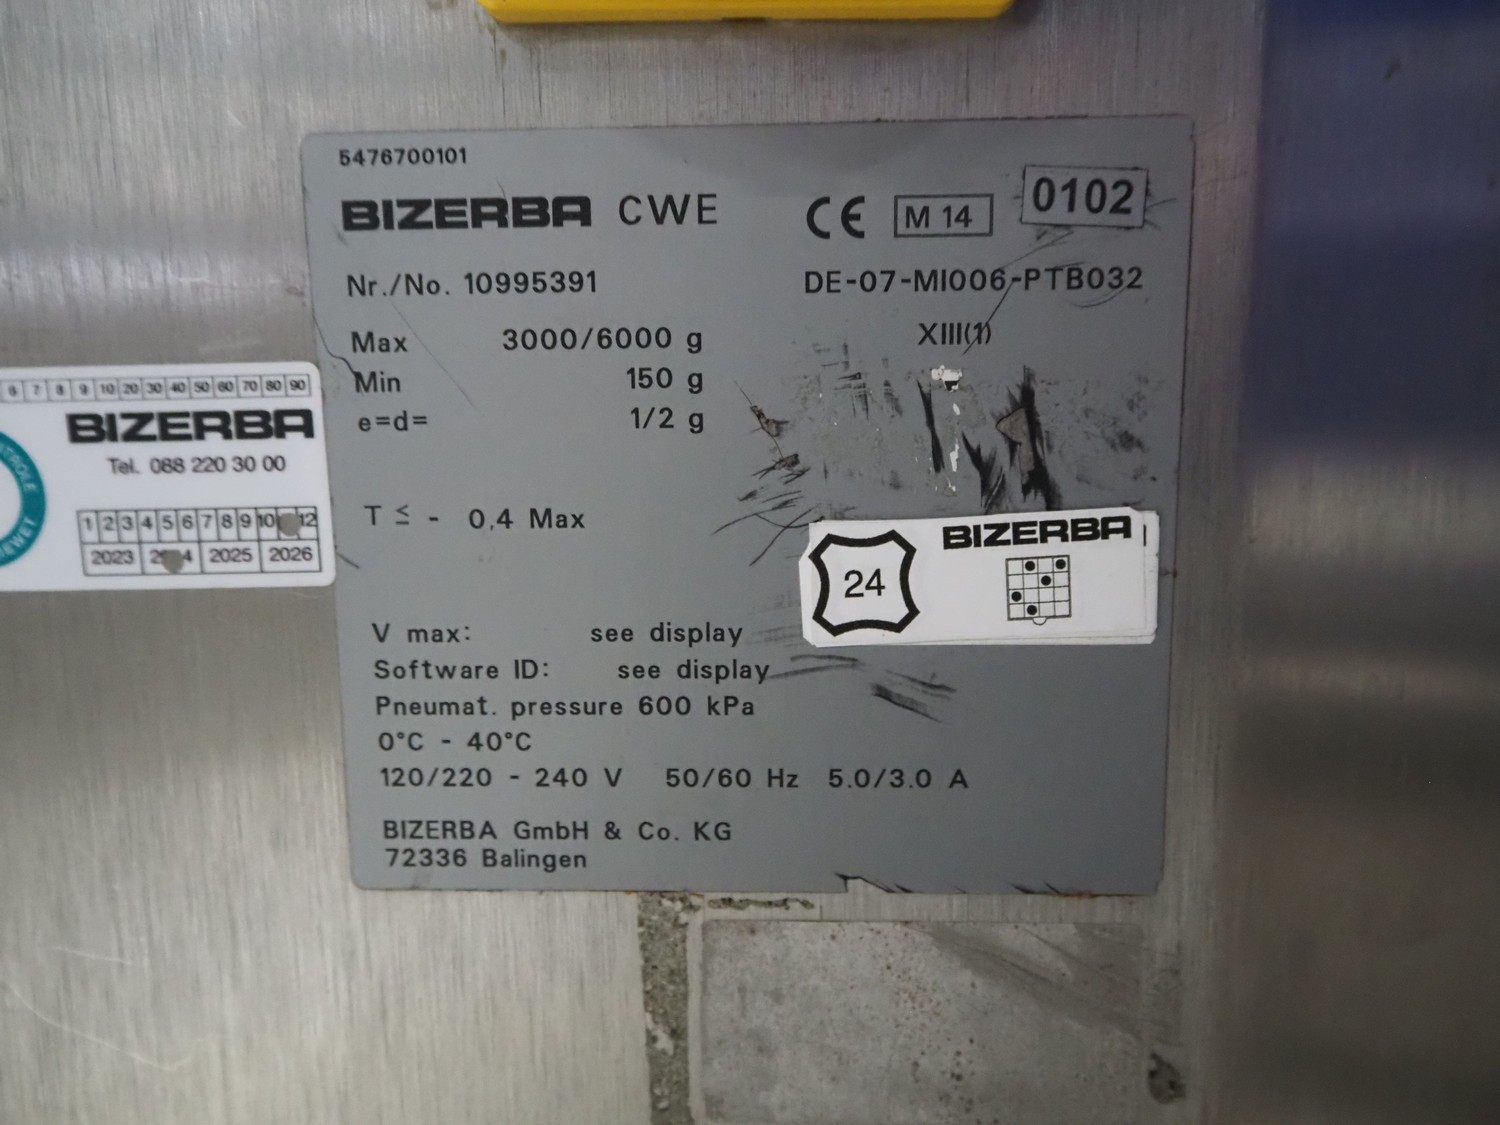 5476700101
BIZERBA CWE
CE M 14 0102
Nr./No. 10995391
DE-07-MI006-PTB032
XIII(1)
Max 3000/6000 g
Min 150 g
e=d= 1/2 g
T ≤ - 0,4 Max
V max: see display
Software ID: see display
Pneumat. pressure 600 kPa
0°C - 40°C
120/220 - 240 V 50/60 Hz 5.0/3.0 A
BIZERBA GmbH & Co. KG
72336 Balingen
6 7 8 9 10 20 30 40 50 60 70 80 90
BIZERBA
Tel. 088 220 30 00
1 2 3 4 5 6 7 8 9 10 12
2023 2025 2026
BIZERBA
24